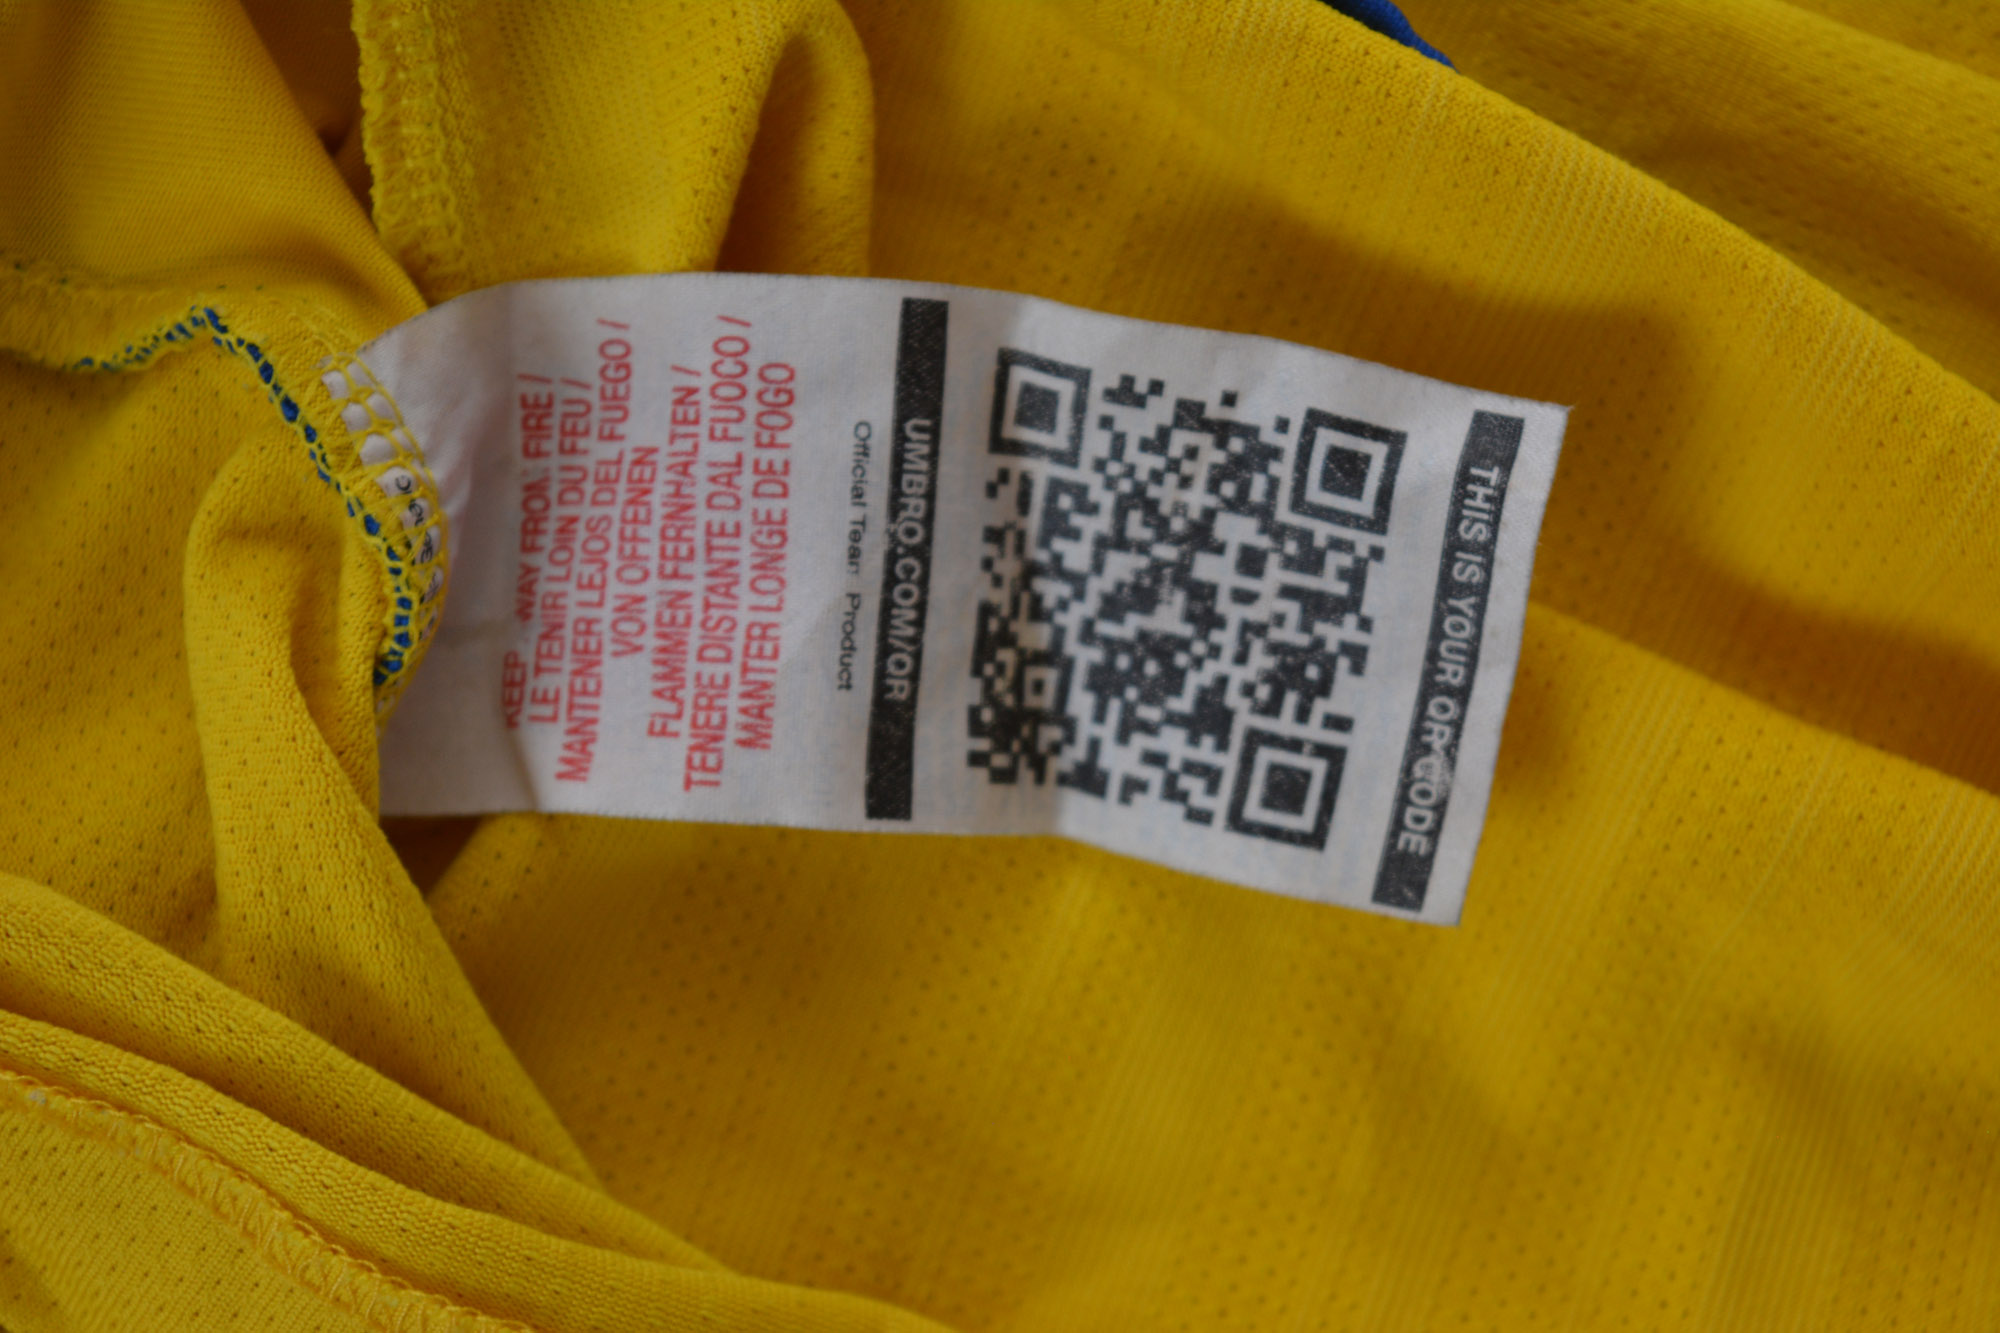 KEEP AWAY FROM FIRE /
LE TENIR LOIN DU FEU /
MANTENER LEJOS DEL FUEGO /
VON OFFENEN
FLAMMEN FERNHALTEN /
TENERE DISTANTE DAL FUOCO /
MANTER LONGE DE FOGO
Official Team Product
UMBRO.COM/QR
THIS IS YOUR QR CODE